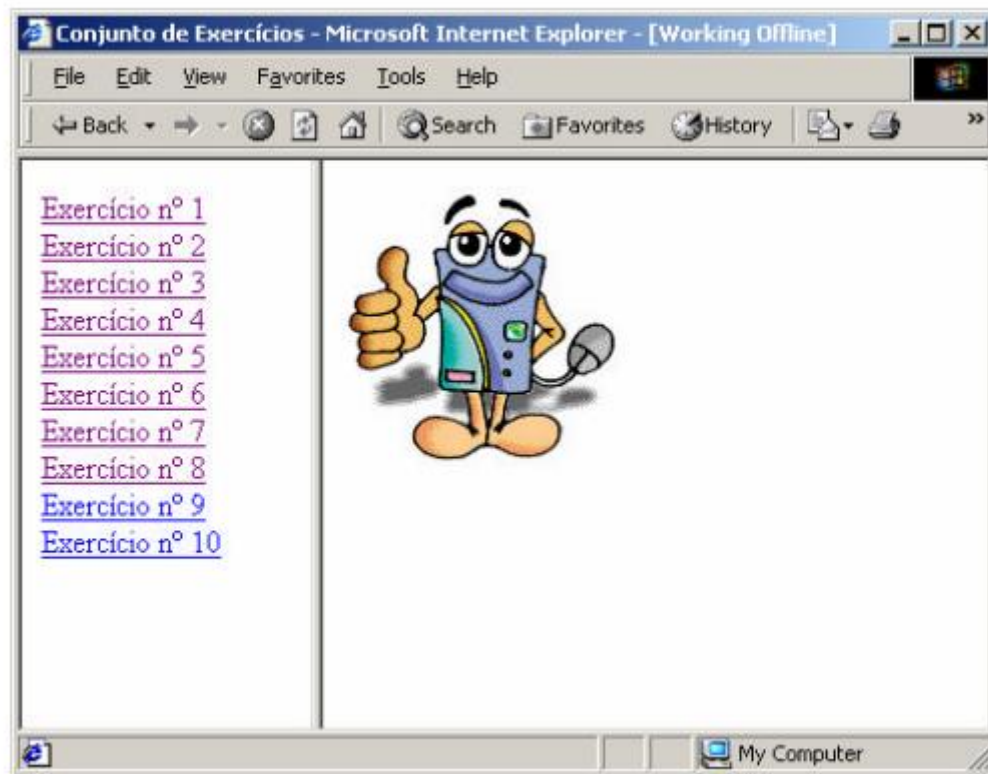 Conjunto de Exercícios - Microsoft Internet Explorer - [Working Offline]
File Edit View Favorites Tools Help
Back Search Favorites History »
Exercício nº 1
Exercício nº 2
Exercício nº 3
Exercício nº 4
Exercício nº 5
Exercício nº 6
Exercício nº 7
Exercício nº 8
Exercício nº 9
Exercício nº 10
My Computer